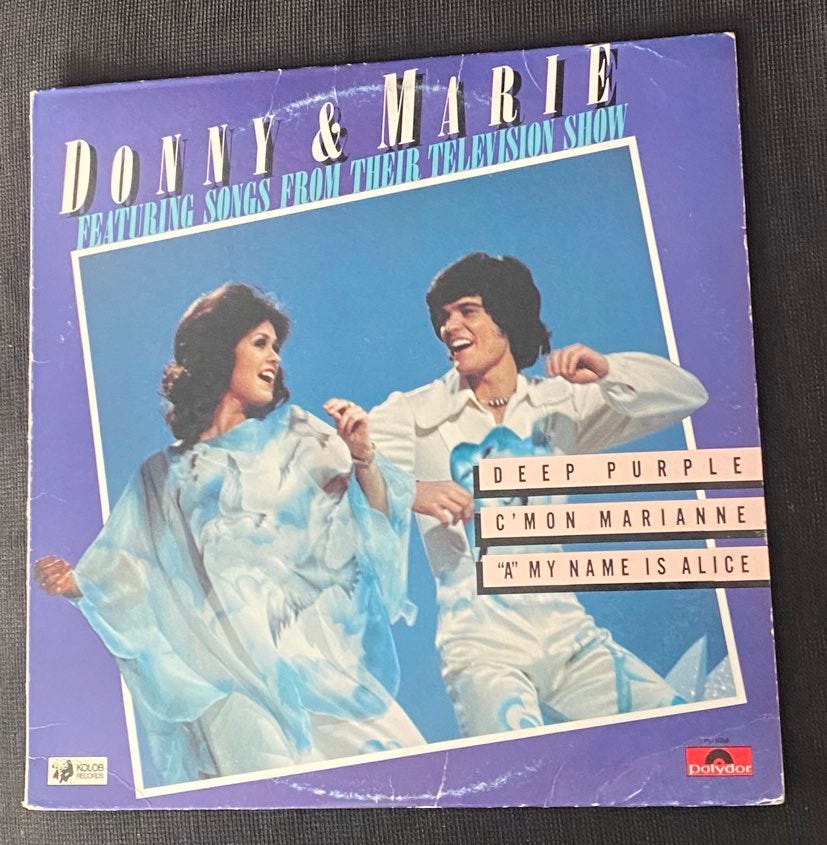 DONNY & MARIE
FEATURING SONGS FROM THEIR TELEVISION SHOW
DEEP PURPLE
C'MON MARIANNE
"A" MY NAME IS ALICE
KOLOB
RECORDS
polydor